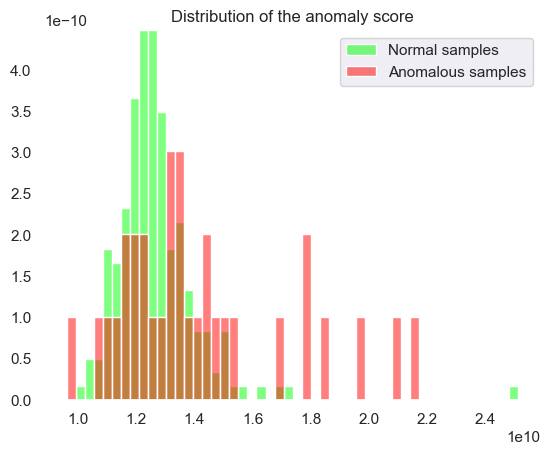 Distribution of the anomaly score
1e−10
Normal samples
Anomalous samples
4.0
3.5
3.0
2.5
2.0
1.5
1.0
0.5
0.0
1.0 1.2 1.4 1.6 1.8 2.0 2.2 2.4
1e10